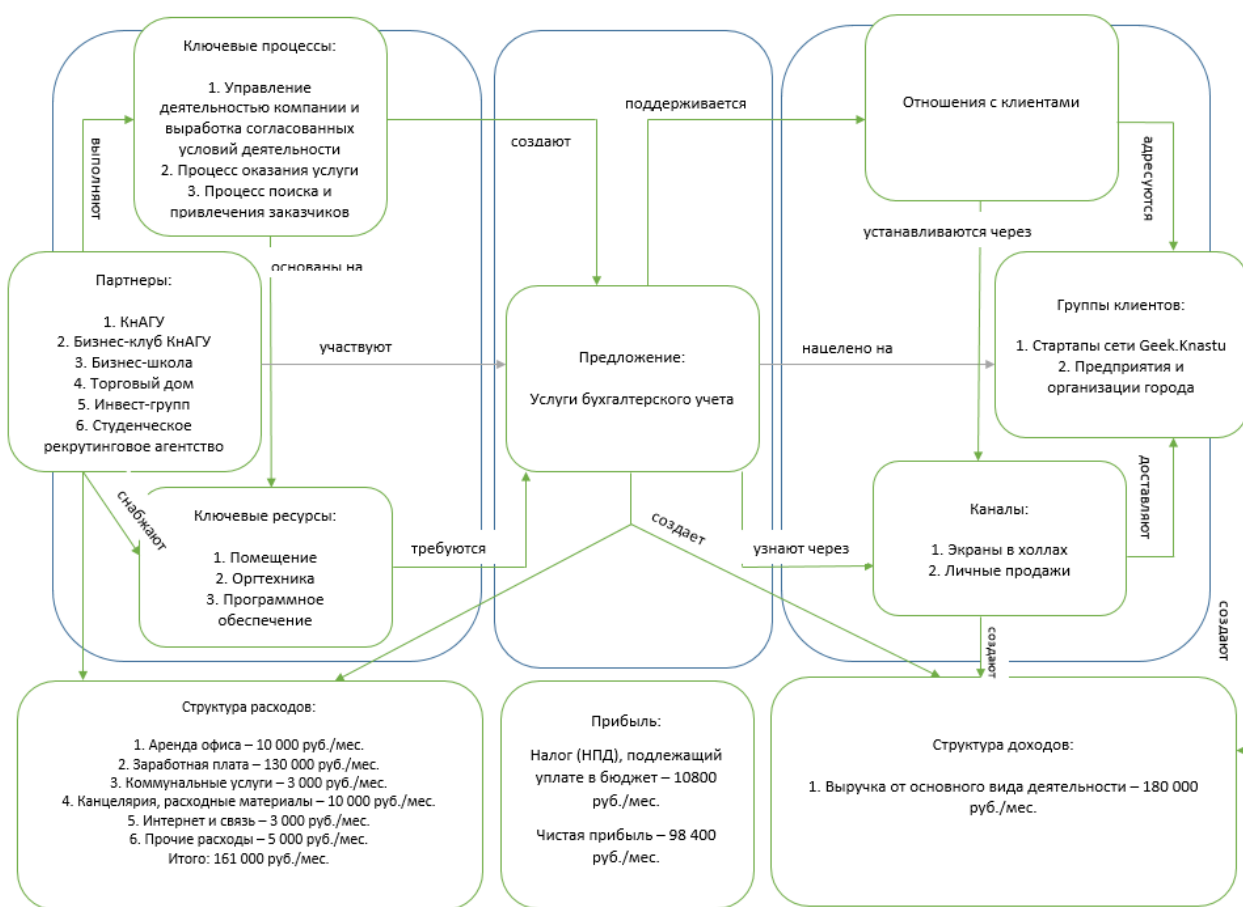 Ключевые процессы:
1. Управление
деятельностью компании и
выработка согласованных
условий деятельности
2. Процесс оказания услуги
3. Процесс поиска и
привлечения заказчиков
выполняют
создают
поддерживается
Отношения с клиентами
адресуются
основаны на
устанавливаются через
Партнеры:
1. КнАГУ
2. Бизнес-клуб КнАГУ
3. Бизнес-школа
4. Торговый дом
5. Инвест-групп
6. Студенческое
рекрутинговое агентство
участвуют
Предложение:
Услуги бухгалтерского учета
нацелено на
Группы клиентов:
1. Стартапы сети Geek.Knastu
2. Предприятия и
организации города
снабжают
Ключевые ресурсы:
1. Помещение
2. Оргтехника
3. Программное
обеспечение
требуются
создает
узнают через
Каналы:
1. Экраны в холлах
2. Личные продажи
доставляют
создают
создают
Структура расходов:
1. Аренда офиса – 10 000 руб./мес.
2. Заработная плата – 130 000 руб./мес.
3. Коммунальные услуги – 3 000 руб./мес.
4. Канцелярия, расходные материалы – 10 000 руб./мес.
5. Интернет и связь – 3 000 руб./мес.
6. Прочие расходы – 5 000 руб./мес.
Итого: 161 000 руб./мес.
Прибыль:
Налог (НПД), подлежащий
уплате в бюджет – 10800
руб./мес.
Чистая прибыль – 98 400
руб./мес.
Структура доходов:
1. Выручка от основного вида деятельности – 180 000
руб./мес.